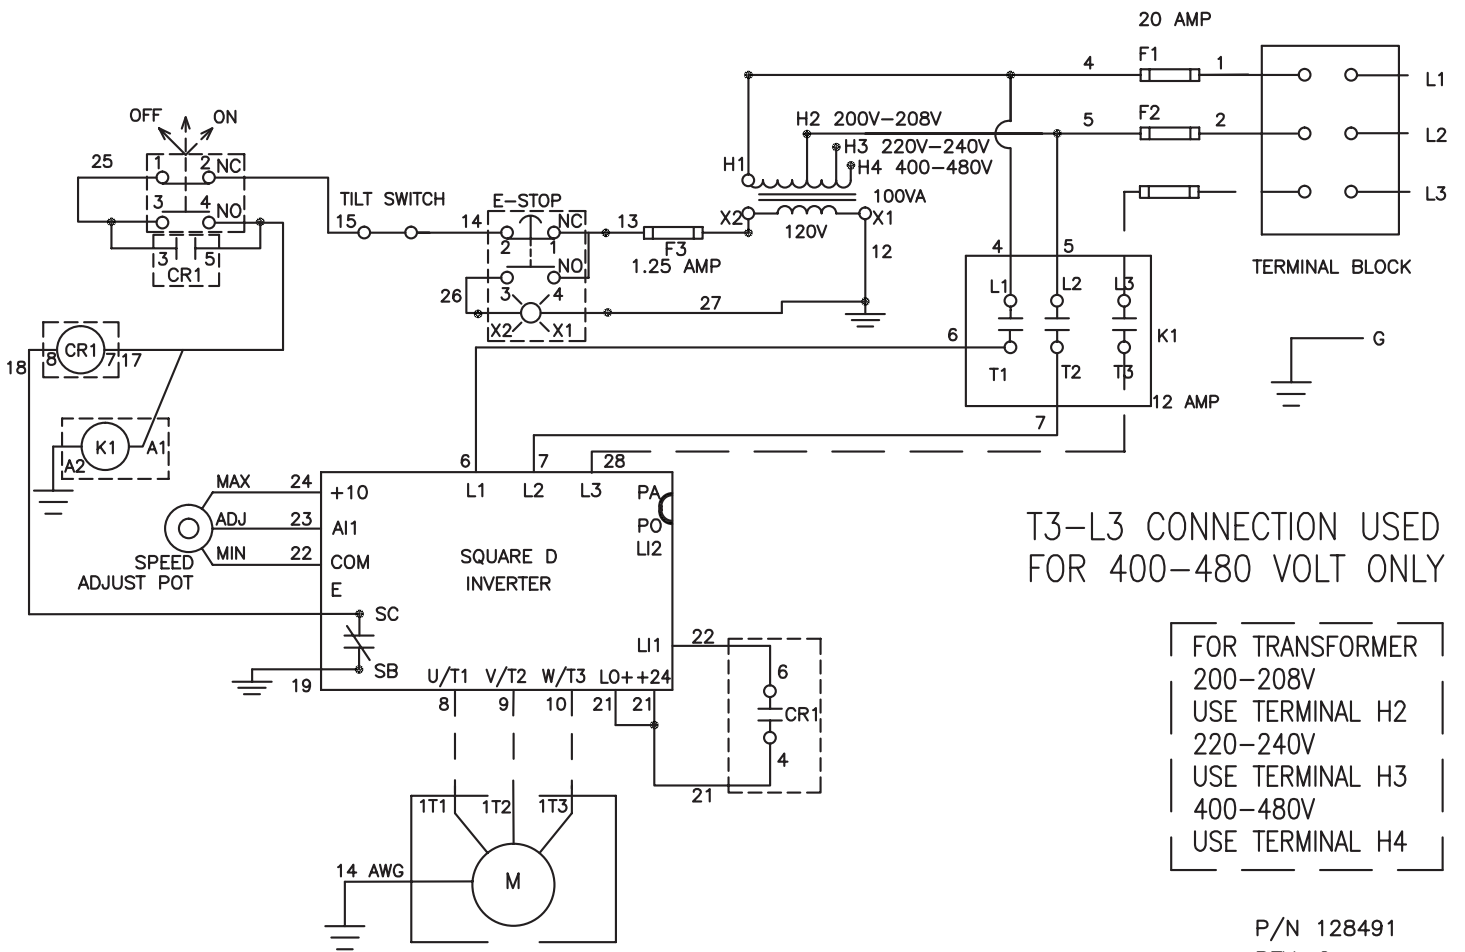 20 AMP
F1
4
1
L1
OFF
ON
H2 200V-208V
5
F2
2
L2
25
1
2
NC
H3 220V-240V
H1
H4 400-480V
100VA
L3
TILT SWITCH
E-STOP
3
4
NO
15
14
NC
13
X2
X1
120V
2
1
F3
1.25 AMP
12
4
5
3
5
CR1
NO
TERMINAL BLOCK
26
3
4
27
L1
L2
L3
X2
X1
6
K1
G
18
8
CR1
7
17
T1
T2
T3
12 AMP
7
K1
A1
A2
6
7
28
MAX
24
+10
L1
L2
L3
PA
ADJ
23
AI1
PO
LI2
MIN
22
COM
SPEED
ADJUST POT
E
SQUARE D
INVERTER
T3-L3 CONNECTION USED
FOR 400-480 VOLT ONLY
SC
SB
LI1
22
6
CR1
4
19
U/T1
V/T2
W/T3
LO+
+24
8
9
10
21
21
21
FOR TRANSFORMER
200-208V
USE TERMINAL H2
220-240V
USE TERMINAL H3
400-480V
USE TERMINAL H4
1T1
1T2
1T3
14 AWG
M
P/N 128491